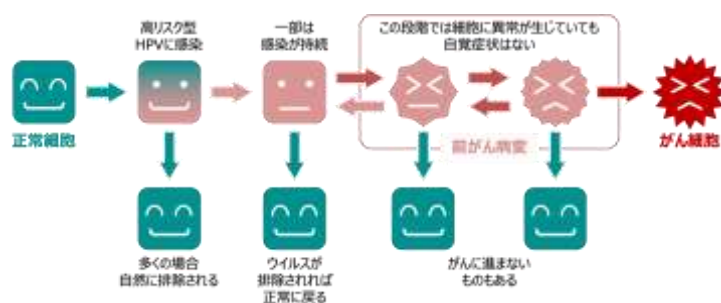 高リスク型
HPVに感染
一部は
感染が持続
この段階では細胞に異常が生じていても
自覚症状はない
正常細胞
前がん病変
がん細胞
多くの場合
自然に排除される
ウイルスが
排除されれば
正常に戻る
がんに進まない
ものもある